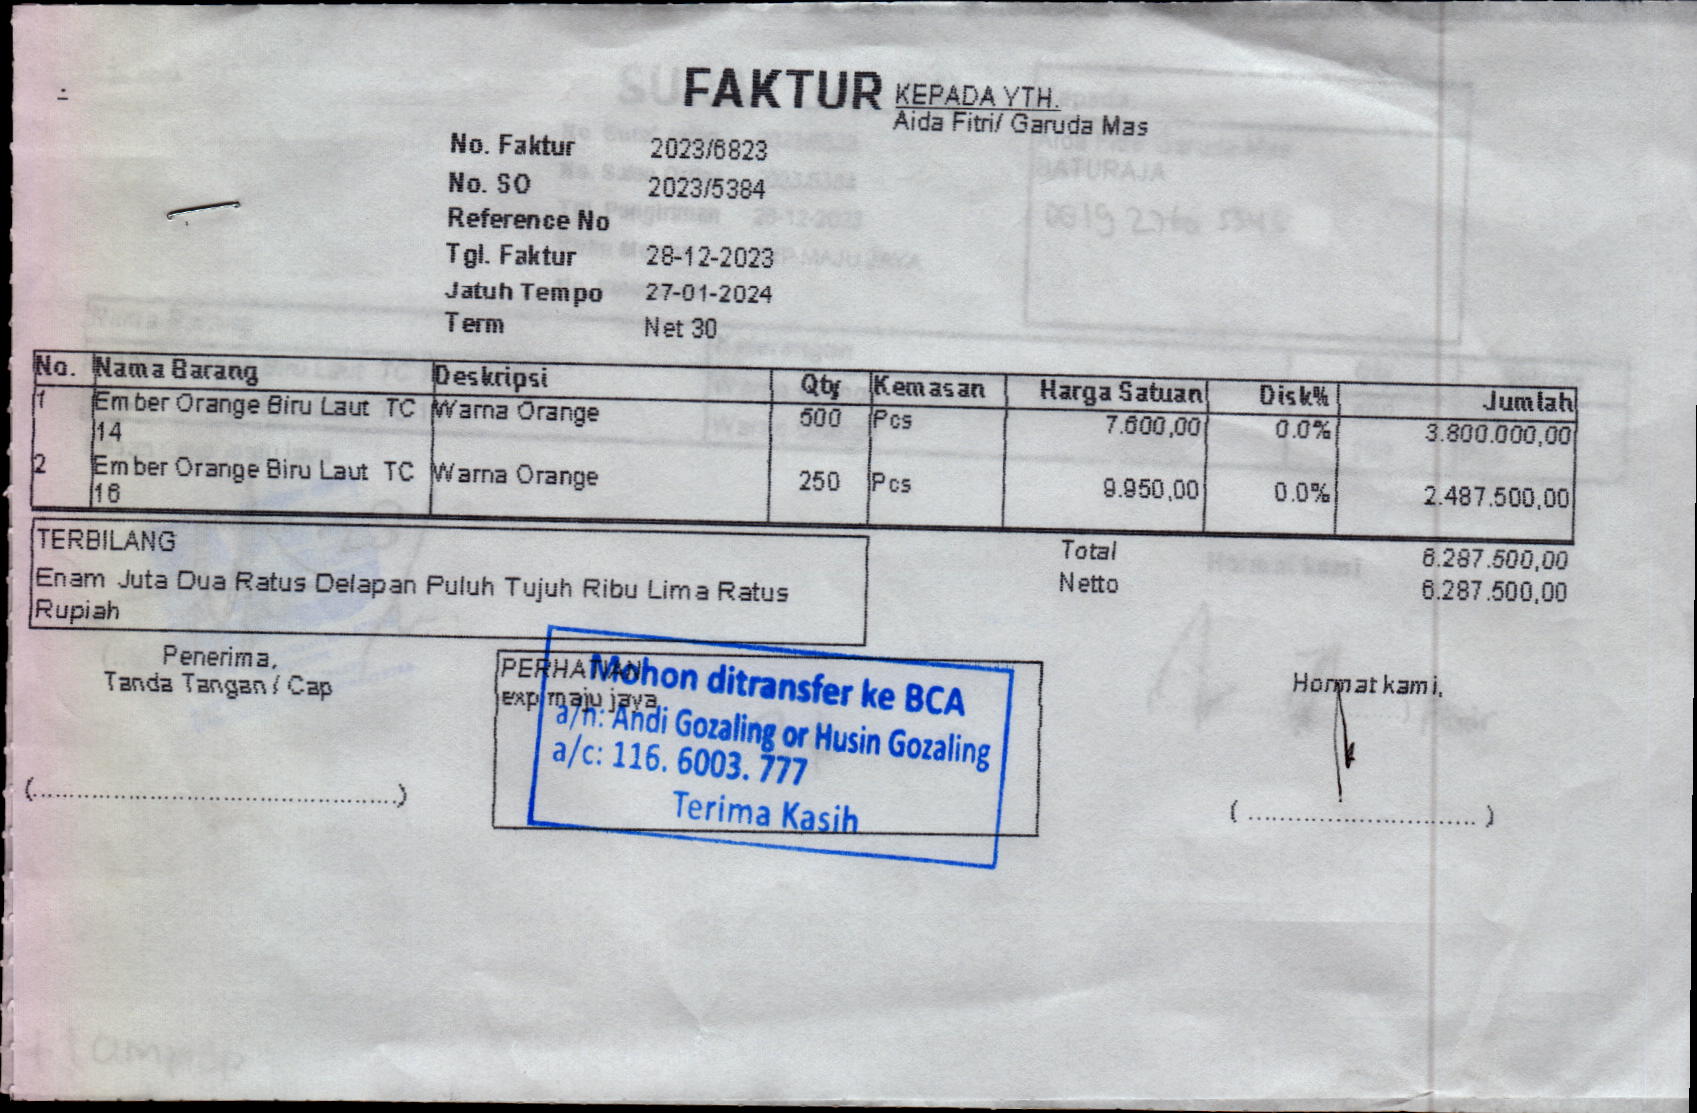 FAKTUR
KEPADA YTH.
Aida Fitri/ Garuda Mas
No. Faktur 2023/6823
No. SO 2023/5384
Reference No
Tgl. Faktur 28-12-2023
Jatuh Tempo 27-01-2024
Term Net 30
No. Nama Barang Deskripsi Qty Kemasan Harga Satuan Disk% Jumlah
1 Ember Orange Biru Laut TC Warna Orange 500 Pcs 7.600,00 0.0% 3.800.000,00
14
2 Ember Orange Biru Laut TC Warna Orange 250 Pcs 9.950,00 0.0% 2.487.500,00
16
TERBILANG
Enam Juta Dua Ratus Delapan Puluh Tujuh Ribu Lima Ratus
Rupiah
Total 6.287.500,00
Netto 6.287.500,00
Penerima,
Tanda Tangan / Cap
(..............................................)
PERHATIAN
exp maju jaya
Mohon ditransfer ke BCA
a/n: Andi Gozaling or Husin Gozaling
a/c: 116. 6003. 777
Terima Kasih
Hormat kami,
( ............................. )